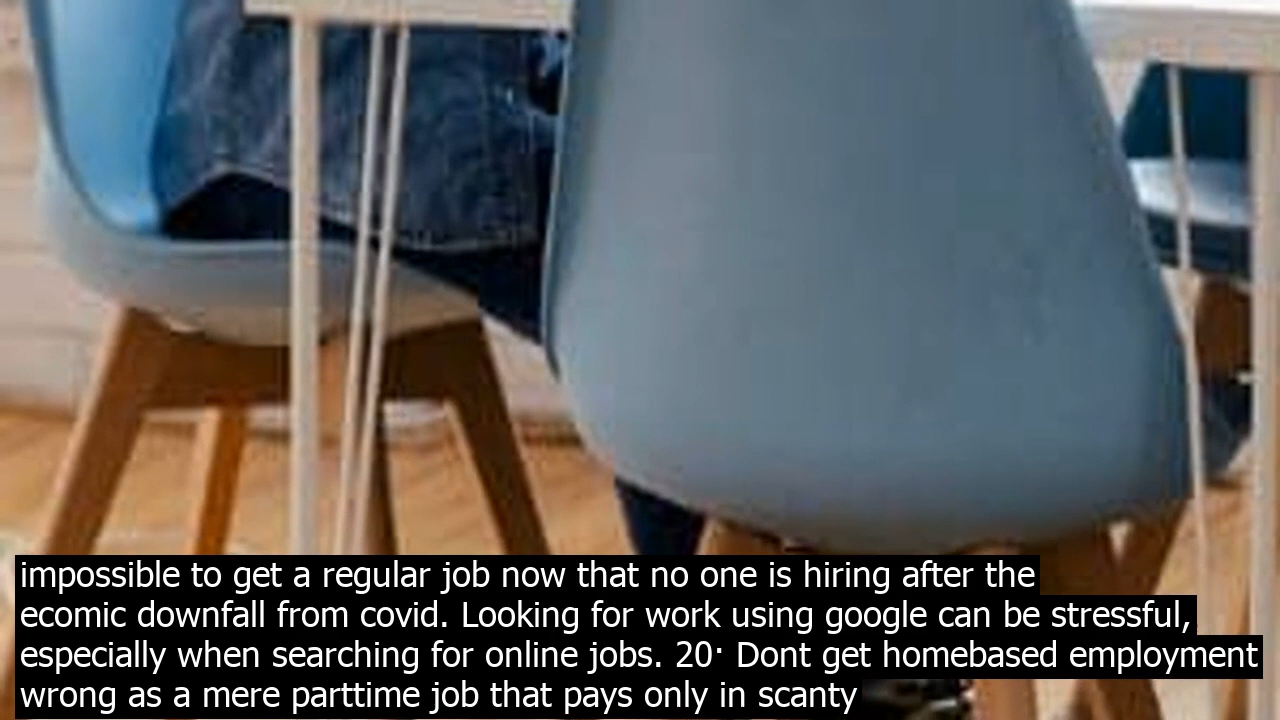 impossible to get a regular job now that no one is hiring after the
ecomic downfall from covid. Looking for work using google can be stressful,
especially when searching for online jobs. 20· Dont get homebased employment
wrong as a mere parttime job that pays only in scanty